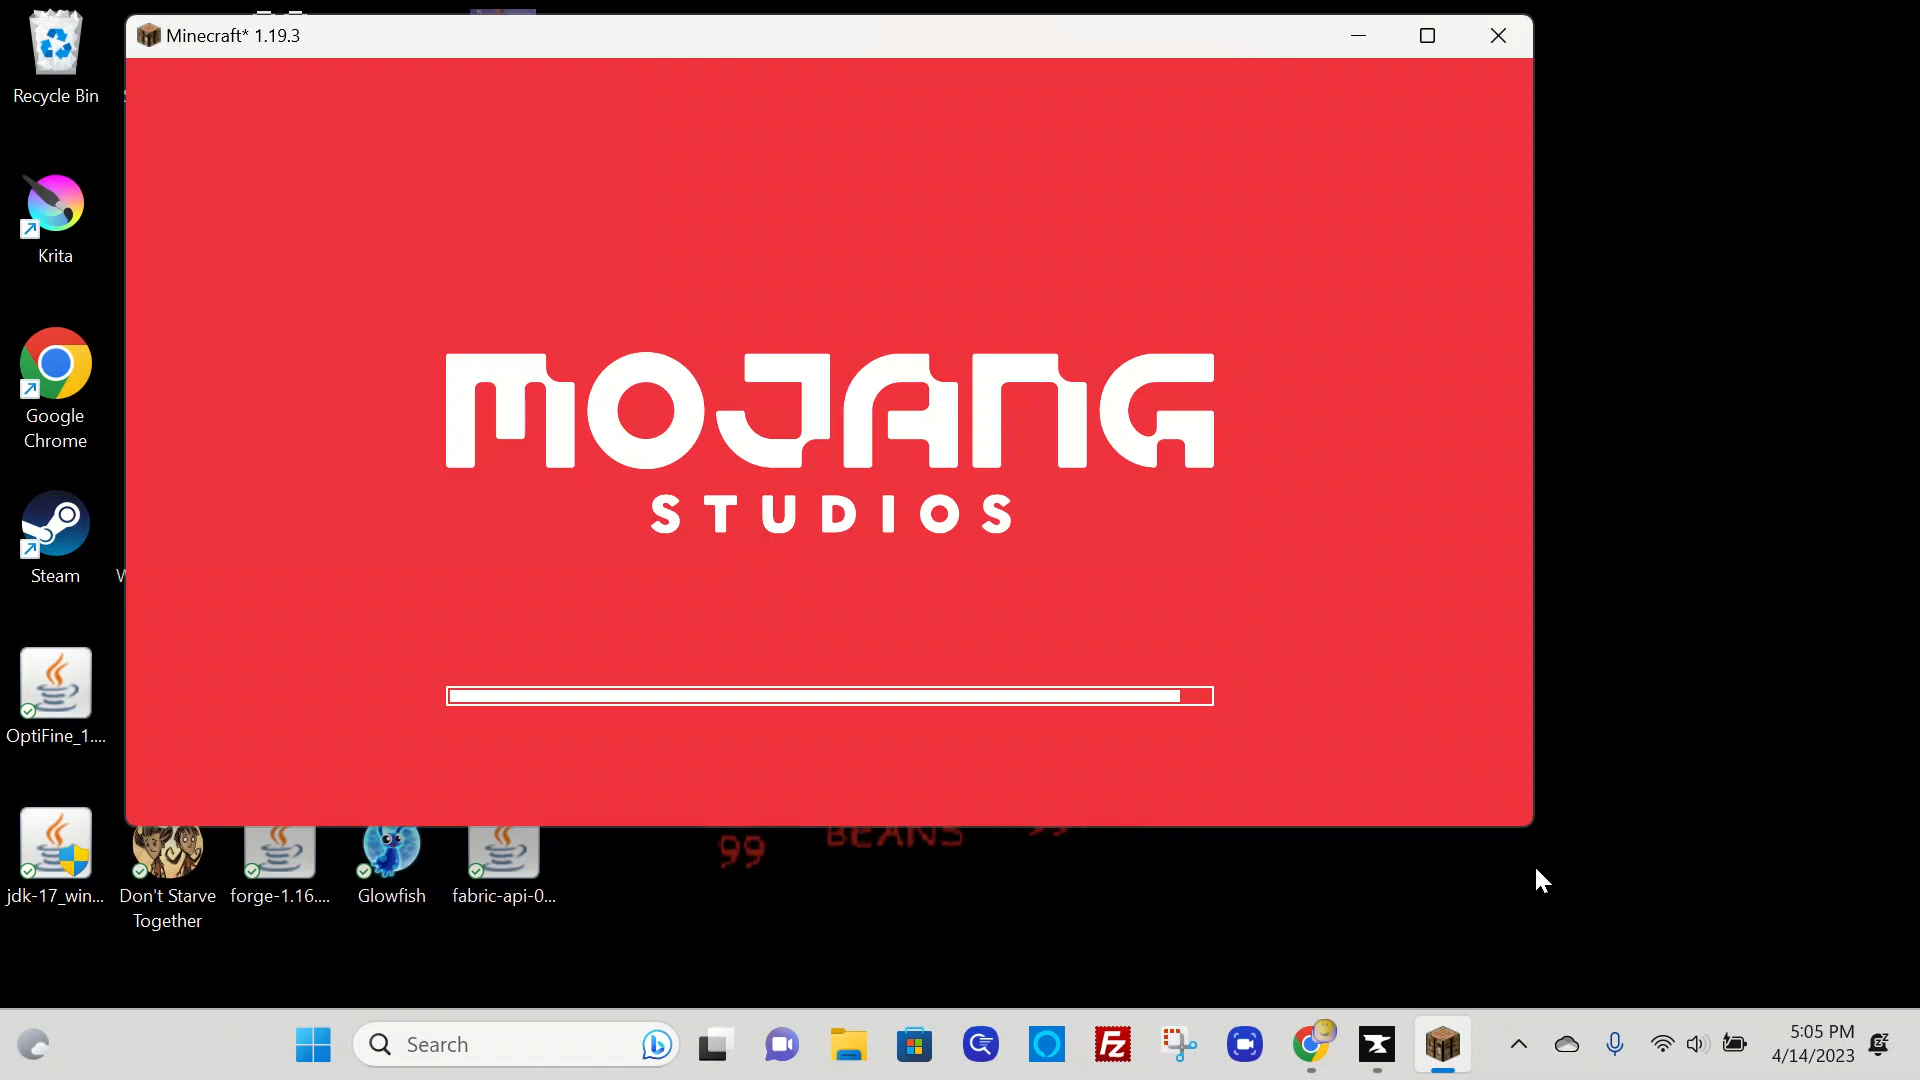 Minecraft* 1.19.3
Recycle Bin
Krita
Google
Chrome
Steam
OptiFine_1....
MOJANG
STUDIOS
99
BEANS
jdk-17_win...
Don't Starve
Together
forge-1.16....
Glowfish
fabric-api-0...
Search
5:05 PM
4/14/2023